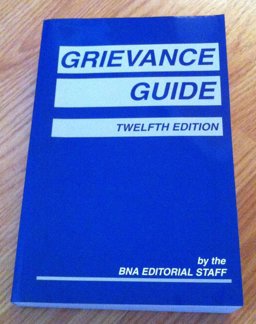 GRIEVANCE
GUIDE
TWELFTH EDITION
by the
BNA EDITORIAL STAFF